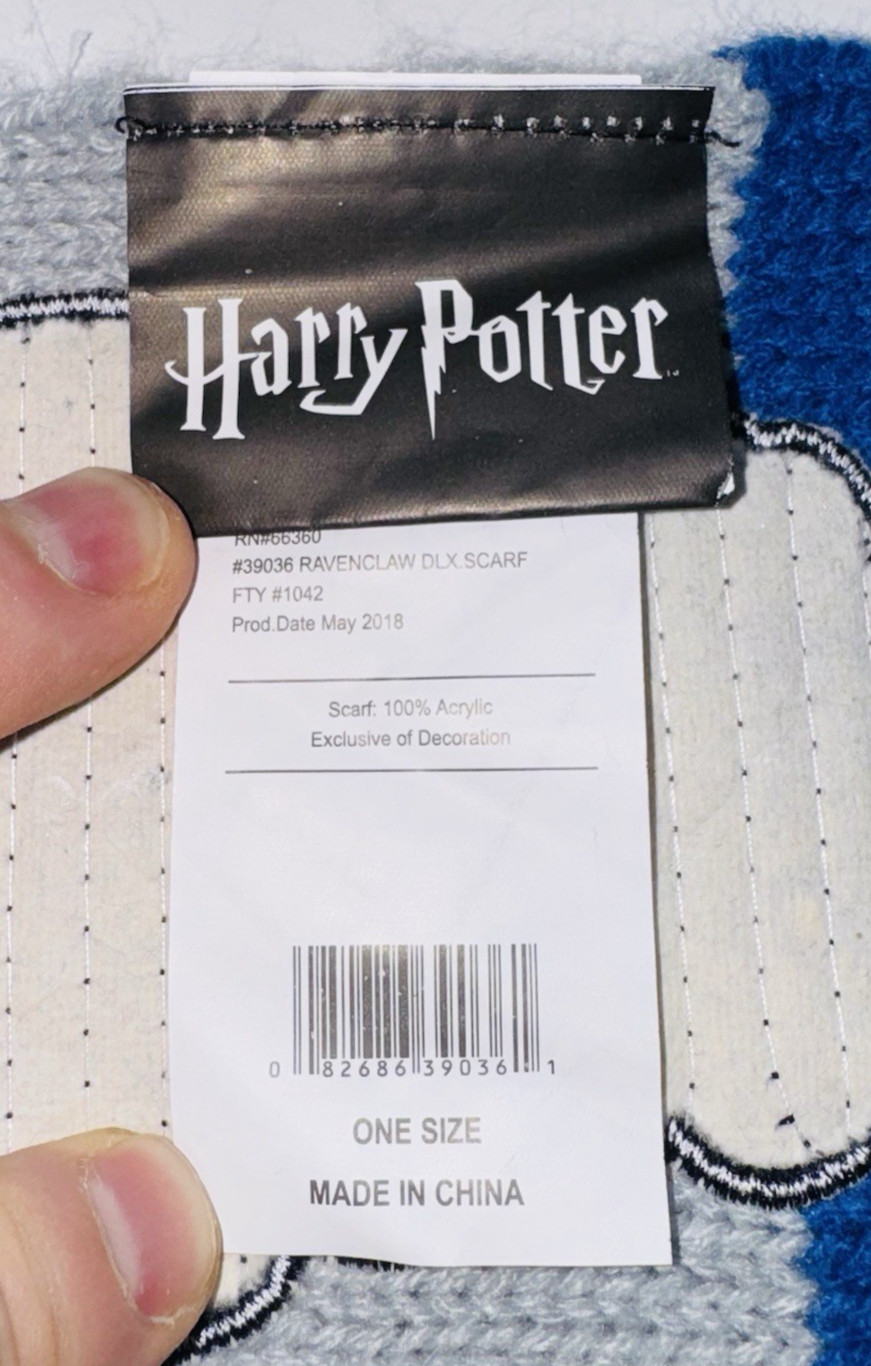 Harry Potter
RN#66360
#39036 RAVENCLAW DLX.SCARF
FTY #1042
Prod.Date May 2018
Scarf: 100% Acrylic
Exclusive of Decoration
0 82686 39036 1
ONE SIZE
MADE IN CHINA